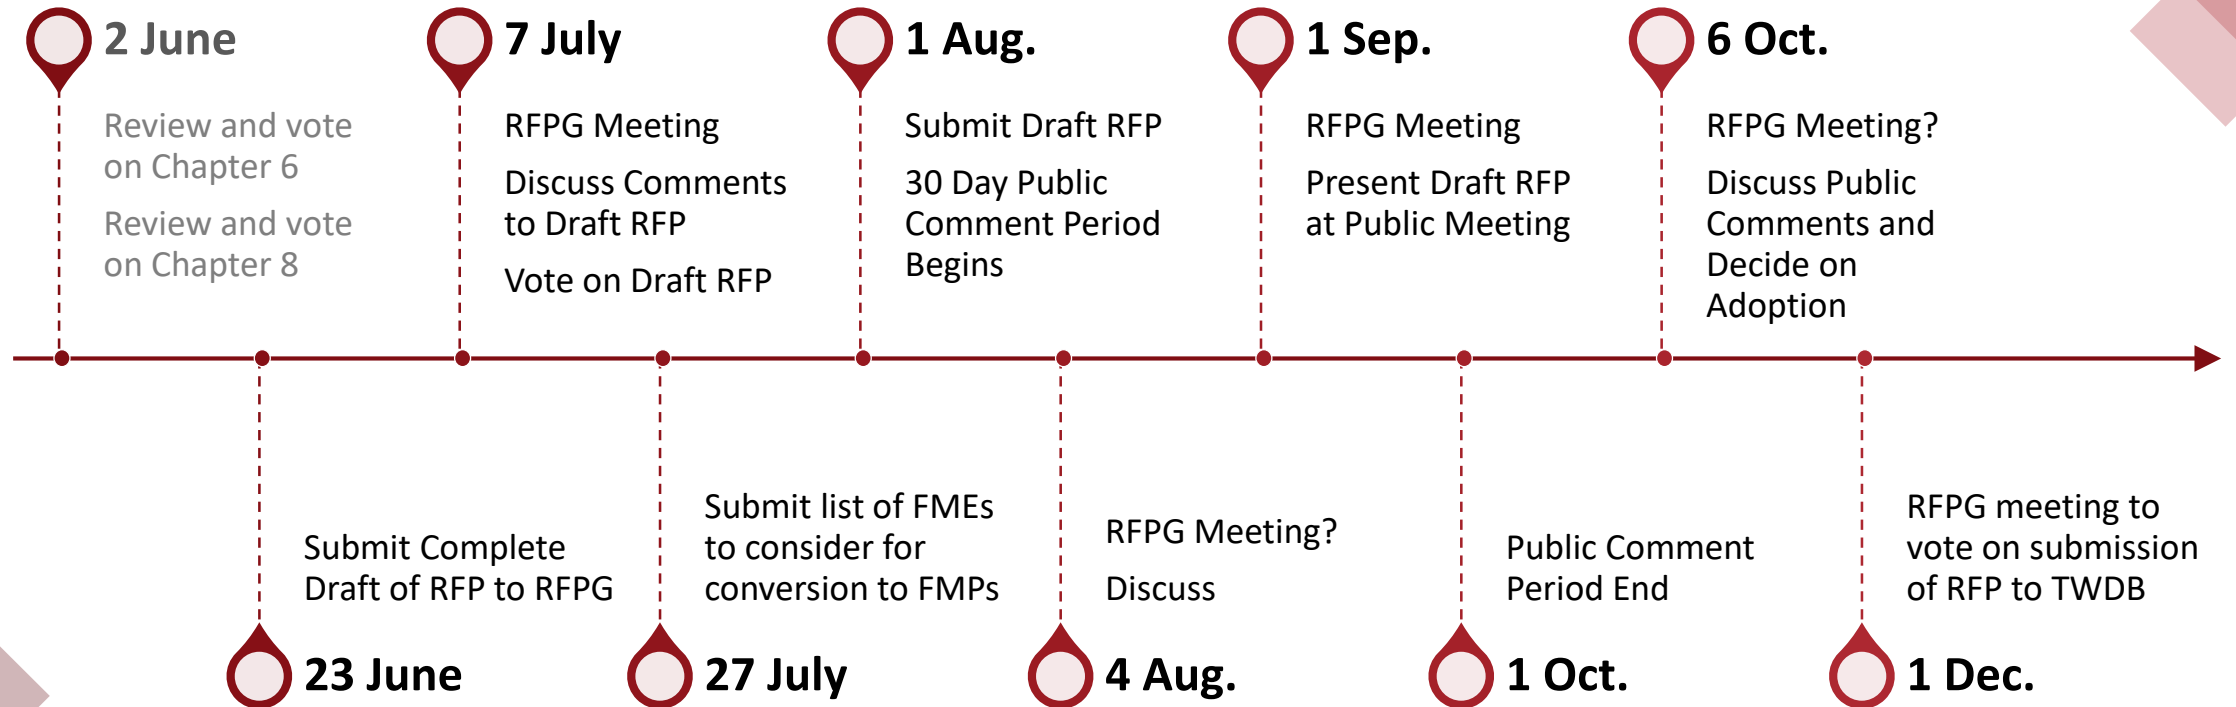 2 June
Review and vote
on Chapter 6
Review and vote
on Chapter 8
7 July
RFPG Meeting
Discuss Comments
to Draft RFP
Vote on Draft RFP
1 Aug.
Submit Draft RFP
30 Day Public
Comment Period
Begins
1 Sep.
RFPG Meeting
Present Draft RFP
at Public Meeting
6 Oct.
RFPG Meeting?
Discuss Public
Comments and
Decide on
Adoption
Submit Complete
Draft of RFP to RFPG
23 June
Submit list of FMEs
to consider for
conversion to FMPs
27 July
RFPG Meeting?
Discuss
4 Aug.
Public Comment
Period End
1 Oct.
RFPG meeting to
vote on submission
of RFP to TWDB
1 Dec.